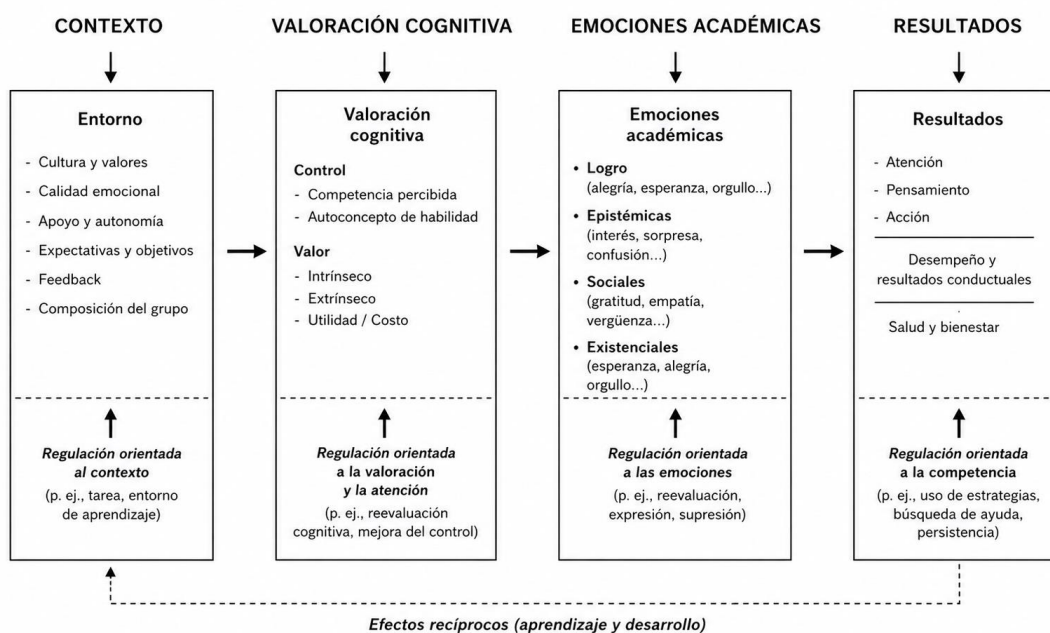 CONTEXTO
VALORACIÓN COGNITIVA
EMOCIONES ACADÉMICAS
RESULTADOS
Entorno
- Cultura y valores
- Calidad emocional
- Apoyo y autonomía
- Expectativas y objetivos
- Feedback
- Composición del grupo
Regulación orientada
al contexto
(p. ej., tarea, entorno
de aprendizaje)
Valoración
cognitiva
Control
- Competencia percibida
- Autoconcepto de habilidad
Valor
- Intrínseco
- Extrínseco
- Utilidad / Costo
Regulación orientada
a la valoración
y la atención
(p. ej., reevaluación
cognitiva, mejora del control)
Emociones
académicas
• Logro
(alegría, esperanza, orgullo...)
• Epistémicas
(interés, sorpresa,
confusión...)
• Sociales
(gratitud, empatía,
vergüenza...)
• Existenciales
(esperanza, alegría,
orgullo...)
Regulación orientada
a las emociones
(p. ej., reevaluación,
expresión, supresión)
Resultados
- Atención
- Pensamiento
- Acción
Desempeño y
resultados conductuales
Salud y bienestar
Regulación orientada
a la competencia
(p. ej., uso de estrategias,
búsqueda de ayuda,
persistencia)
Efectos recíprocos (aprendizaje y desarrollo)